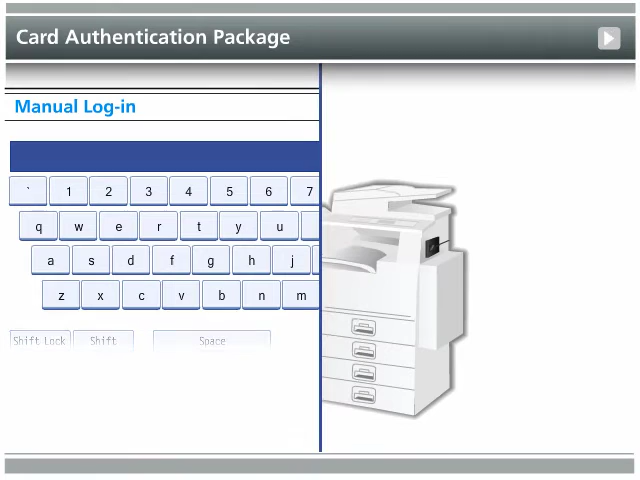 Card Authentication Package
Manual Log-in
` 1 2 3 4 5 6 7
q w e r t y u
a s d f g h j
z x c v b n m
Shift Lock Shift Space